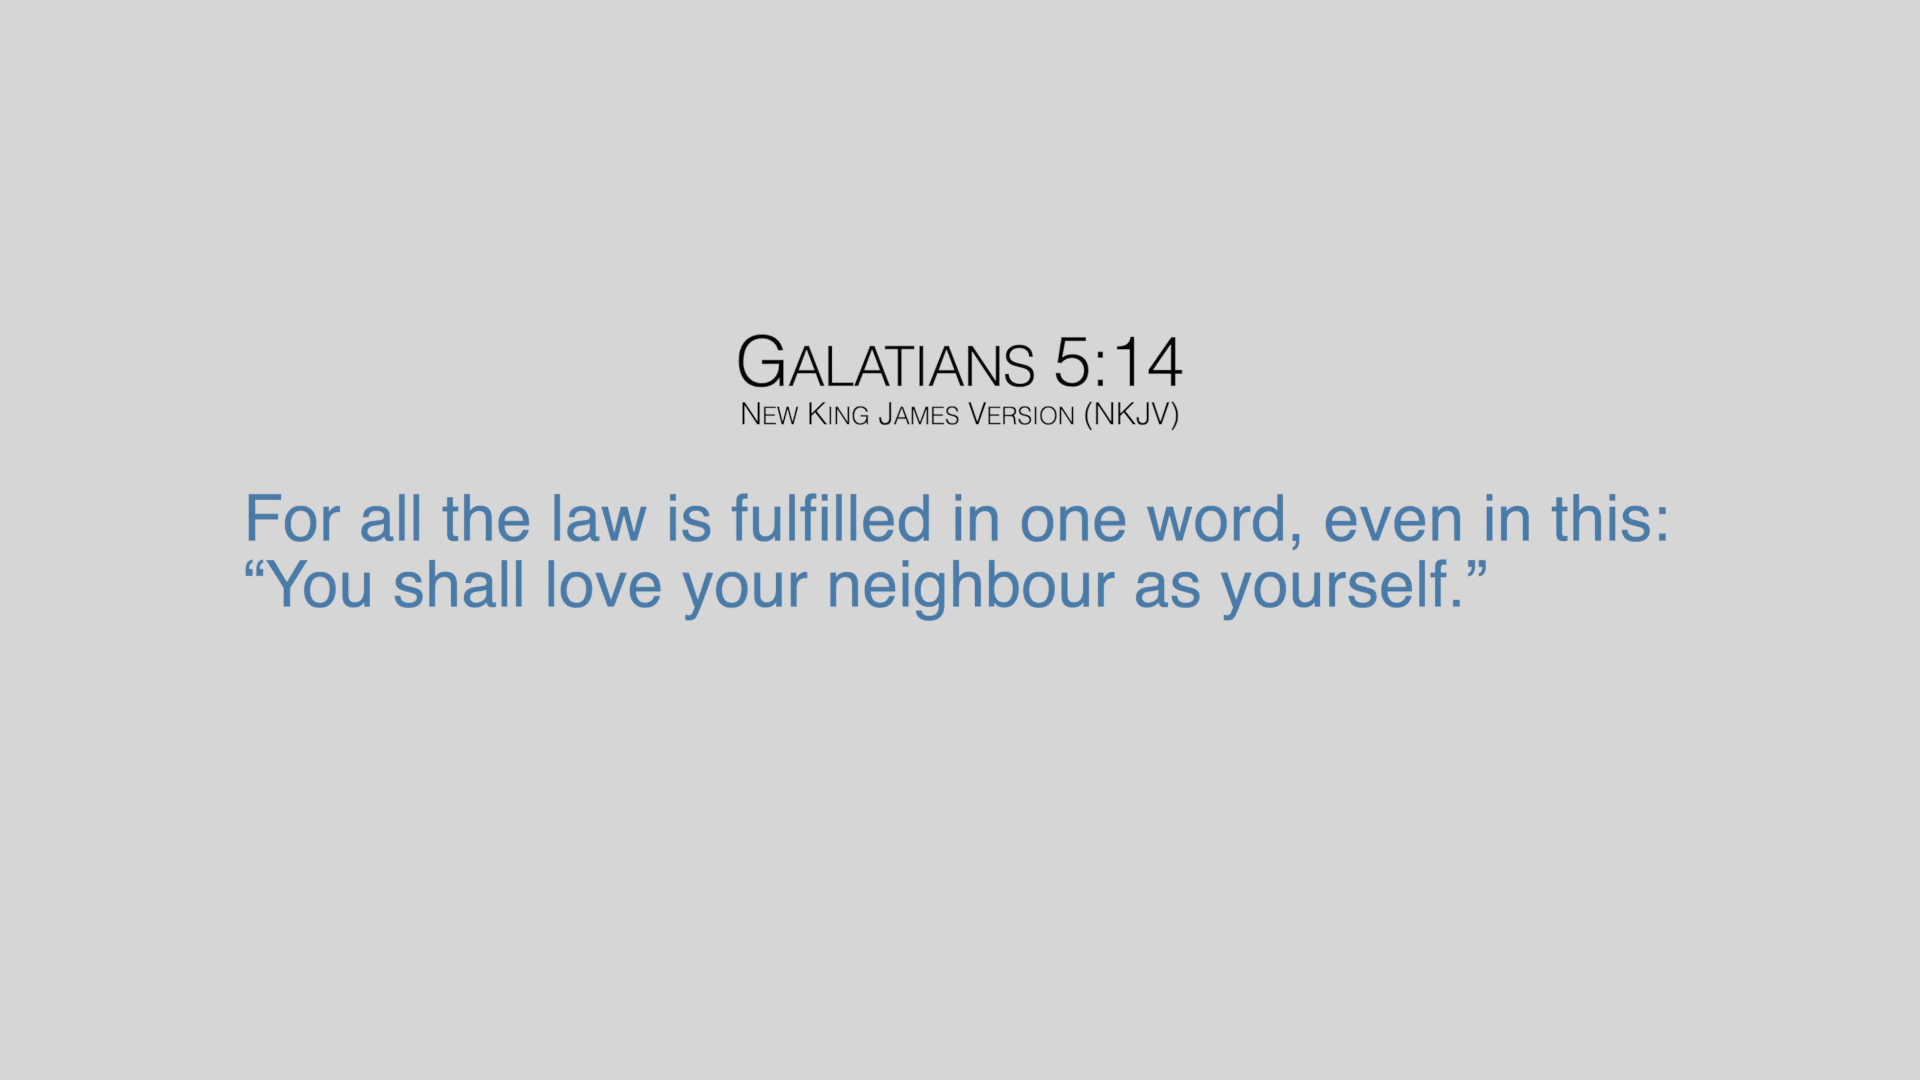 Galatians 5:14
New King James Version (NKJV)
For all the law is fulfilled in one word, even in this:
“You shall love your neighbour as yourself.”